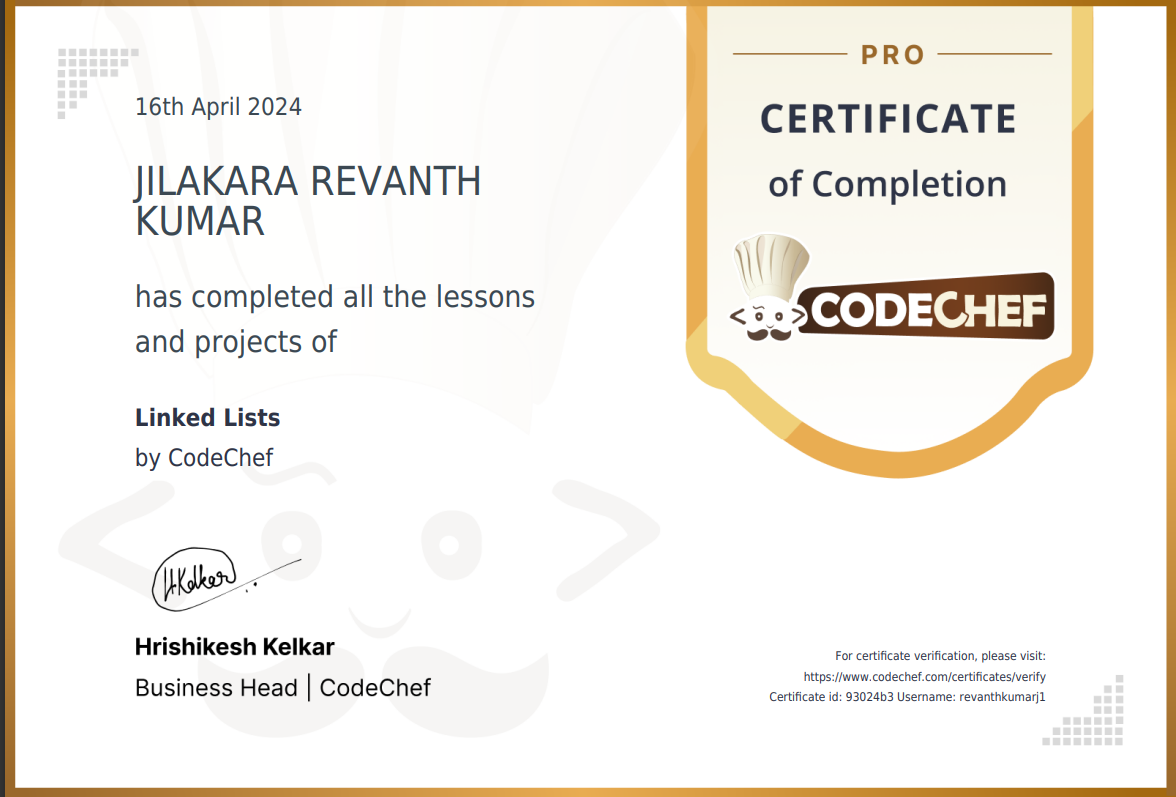 PRO
CERTIFICATE
of Completion
CODECHEF
16th April 2024
JILAKARA REVANTH
KUMAR
has completed all the lessons
and projects of
Linked Lists
by CodeChef
H.Kelkar
Hrishikesh Kelkar
Business Head | CodeChef
For certificate verification, please visit:
https://www.codechef.com/certificates/verify
Certificate id: 93024b3 Username: revanthkumarj1